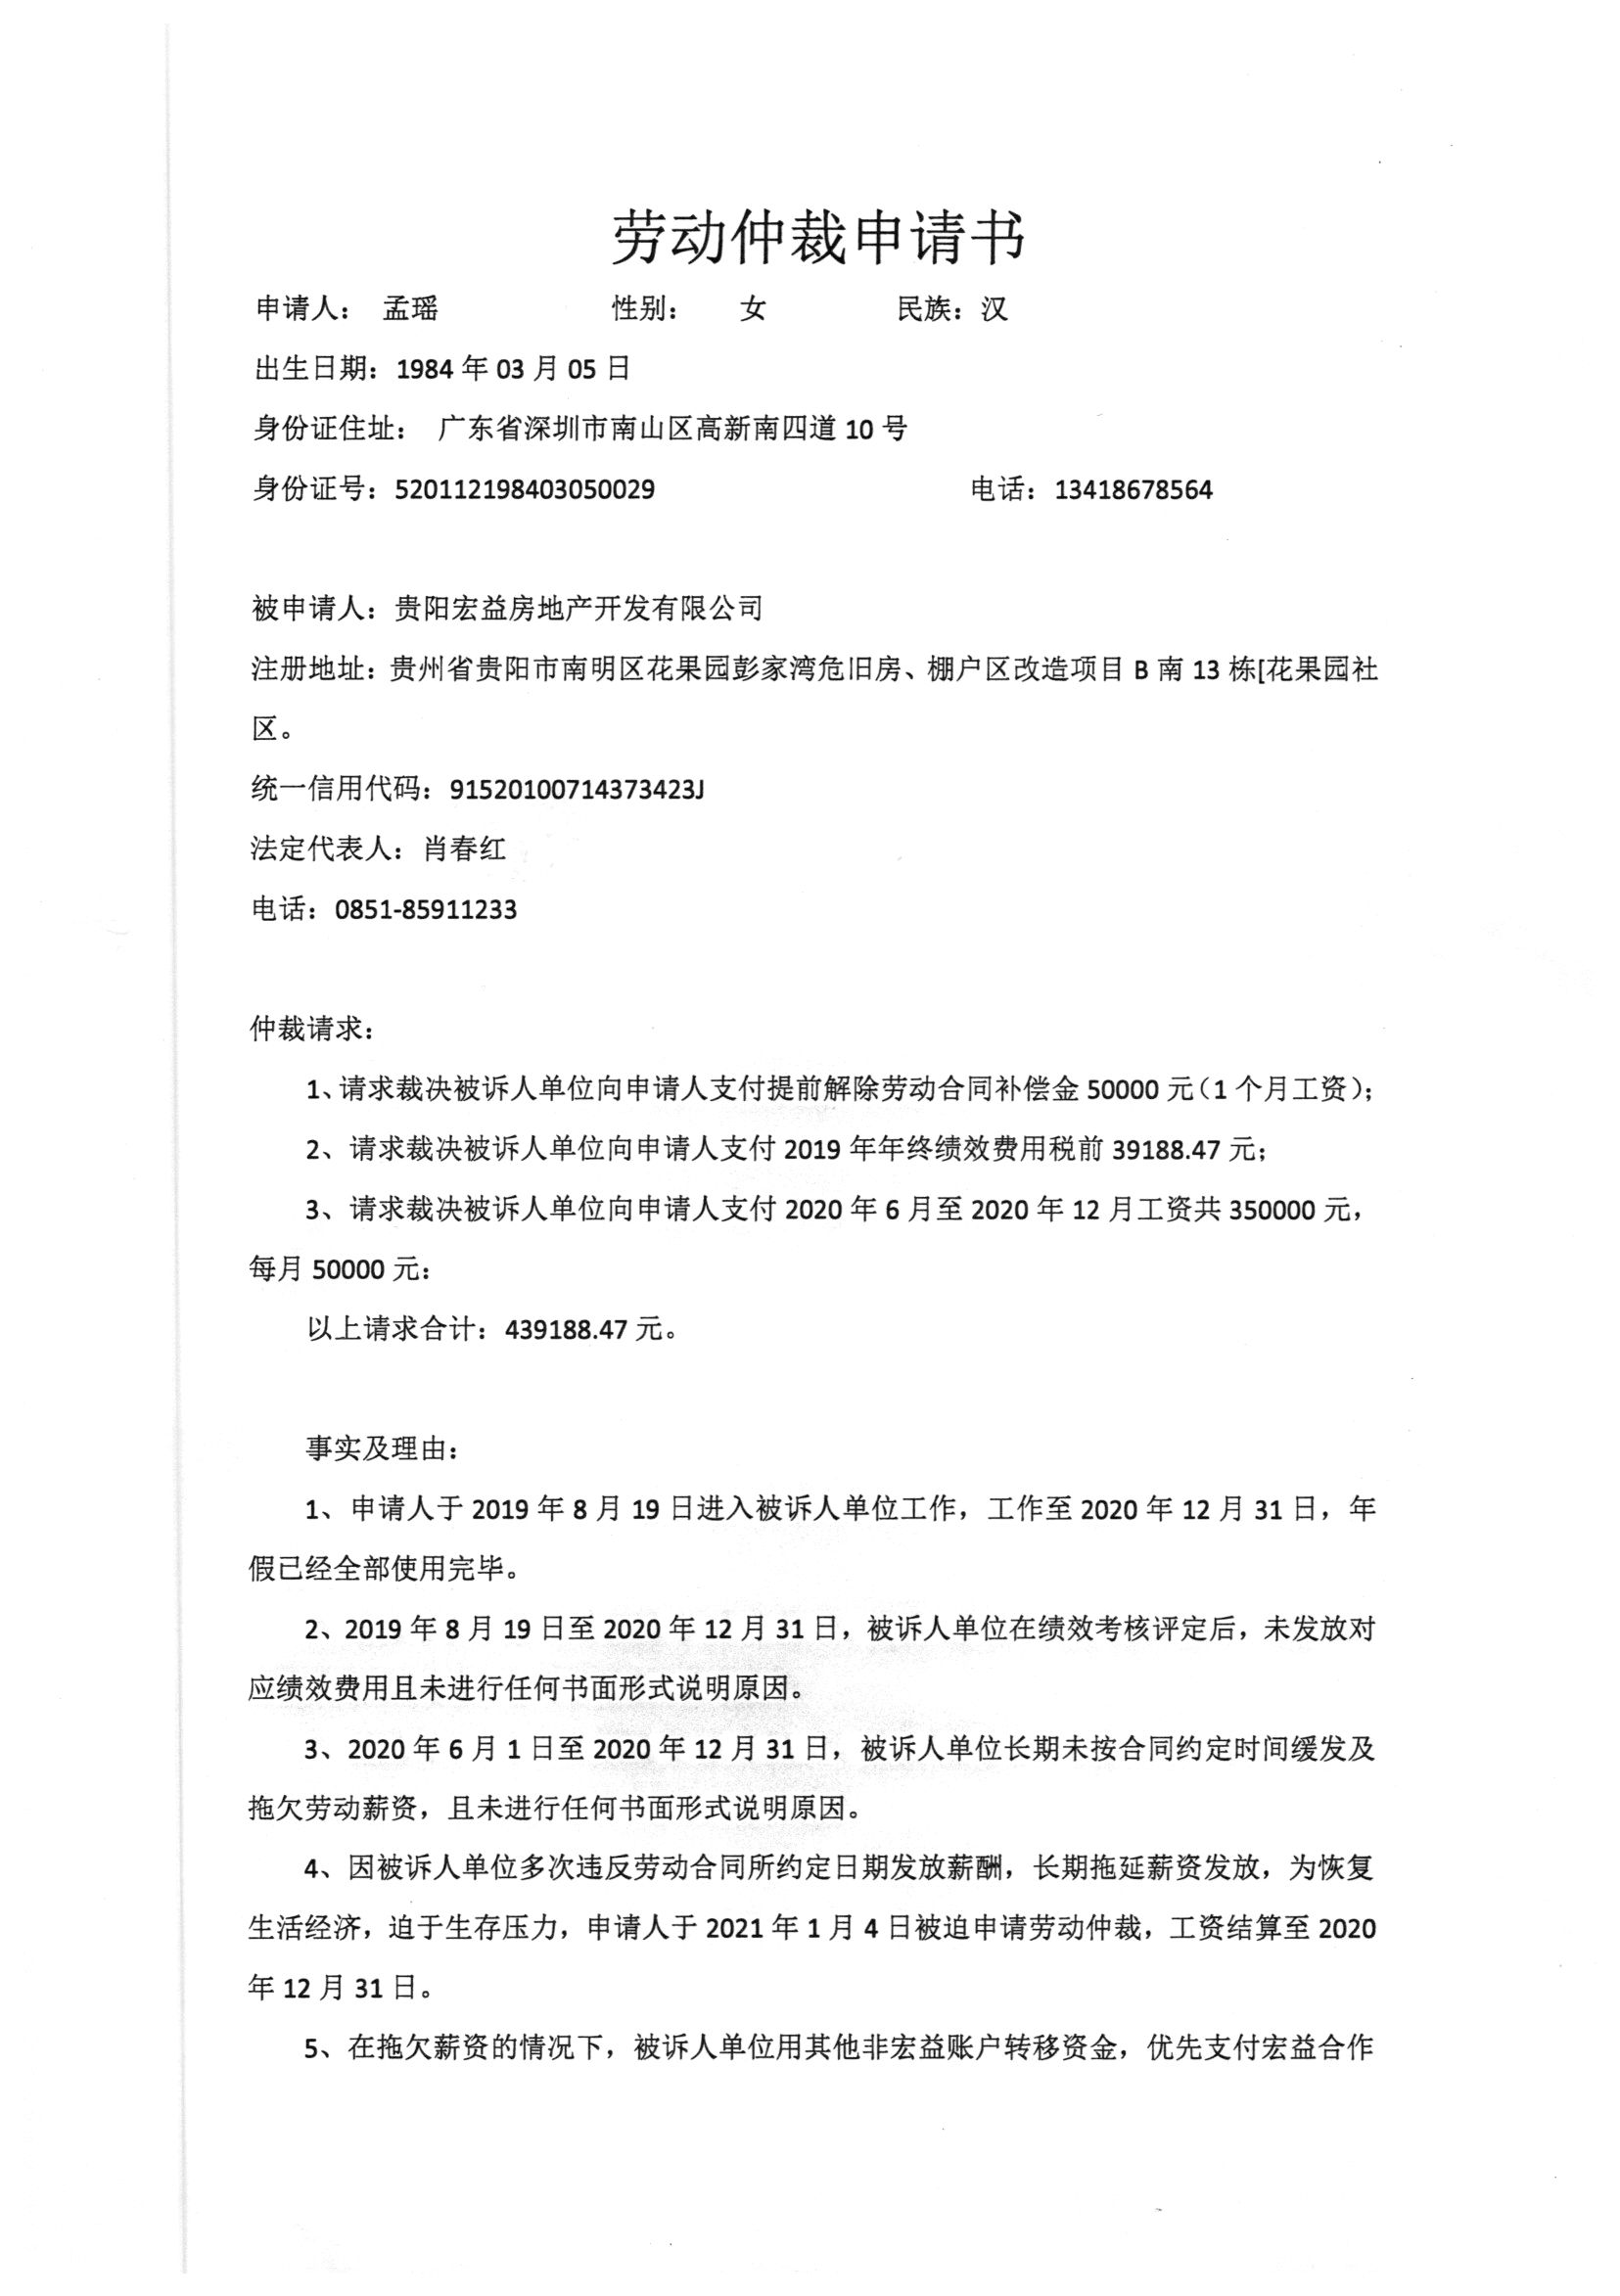 劳动仲裁申请书
申请人： 孟瑶 性别： 女 民族：汉
出生日期：1984 年 03 月 05 日
身份证住址： 广东省深圳市南山区高新南四道 10 号
身份证号：520112198403050029 电话：13418678564
被申请人：贵阳宏益房地产开发有限公司
注册地址：贵州省贵阳市南明区花果园彭家湾危旧房、棚户区改造项目 B 南 13 栋[花果园社
区。
统一信用代码：91520100714373423J
法定代表人：肖春红
电话：0851-85911233
仲裁请求：
1、请求裁决被诉人单位向申请人支付提前解除劳动合同补偿金 50000 元（1 个月工资）；
2、请求裁决被诉人单位向申请人支付 2019 年年终绩效费用税前 39188.47 元；
3、请求裁决被诉人单位向申请人支付 2020 年 6 月至 2020 年 12 月工资共 350000 元，
每月 50000 元：
以上请求合计：439188.47 元。
事实及理由：
1、申请人于 2019 年 8 月 19 日进入被诉人单位工作，工作至 2020 年 12 月 31 日，年
假已经全部使用完毕。
2、2019 年 8 月 19 日至 2020 年 12 月 31 日，被诉人单位在绩效考核评定后，未发放对
应绩效费用且未进行任何书面形式说明原因。
3、2020 年 6 月 1 日至 2020 年 12 月 31 日，被诉人单位长期未按合同约定时间缓发及
拖欠劳动薪资，且未进行任何书面形式说明原因。
4、因被诉人单位多次违反劳动合同所约定日期发放薪酬，长期拖延薪资发放，为恢复
生活经济，迫于生存压力，申请人于 2021 年 1 月 4 日被迫申请劳动仲裁，工资结算至 2020
年 12 月 31 日。
5、在拖欠薪资的情况下，被诉人单位用其他非宏益账户转移资金，优先支付宏益合作